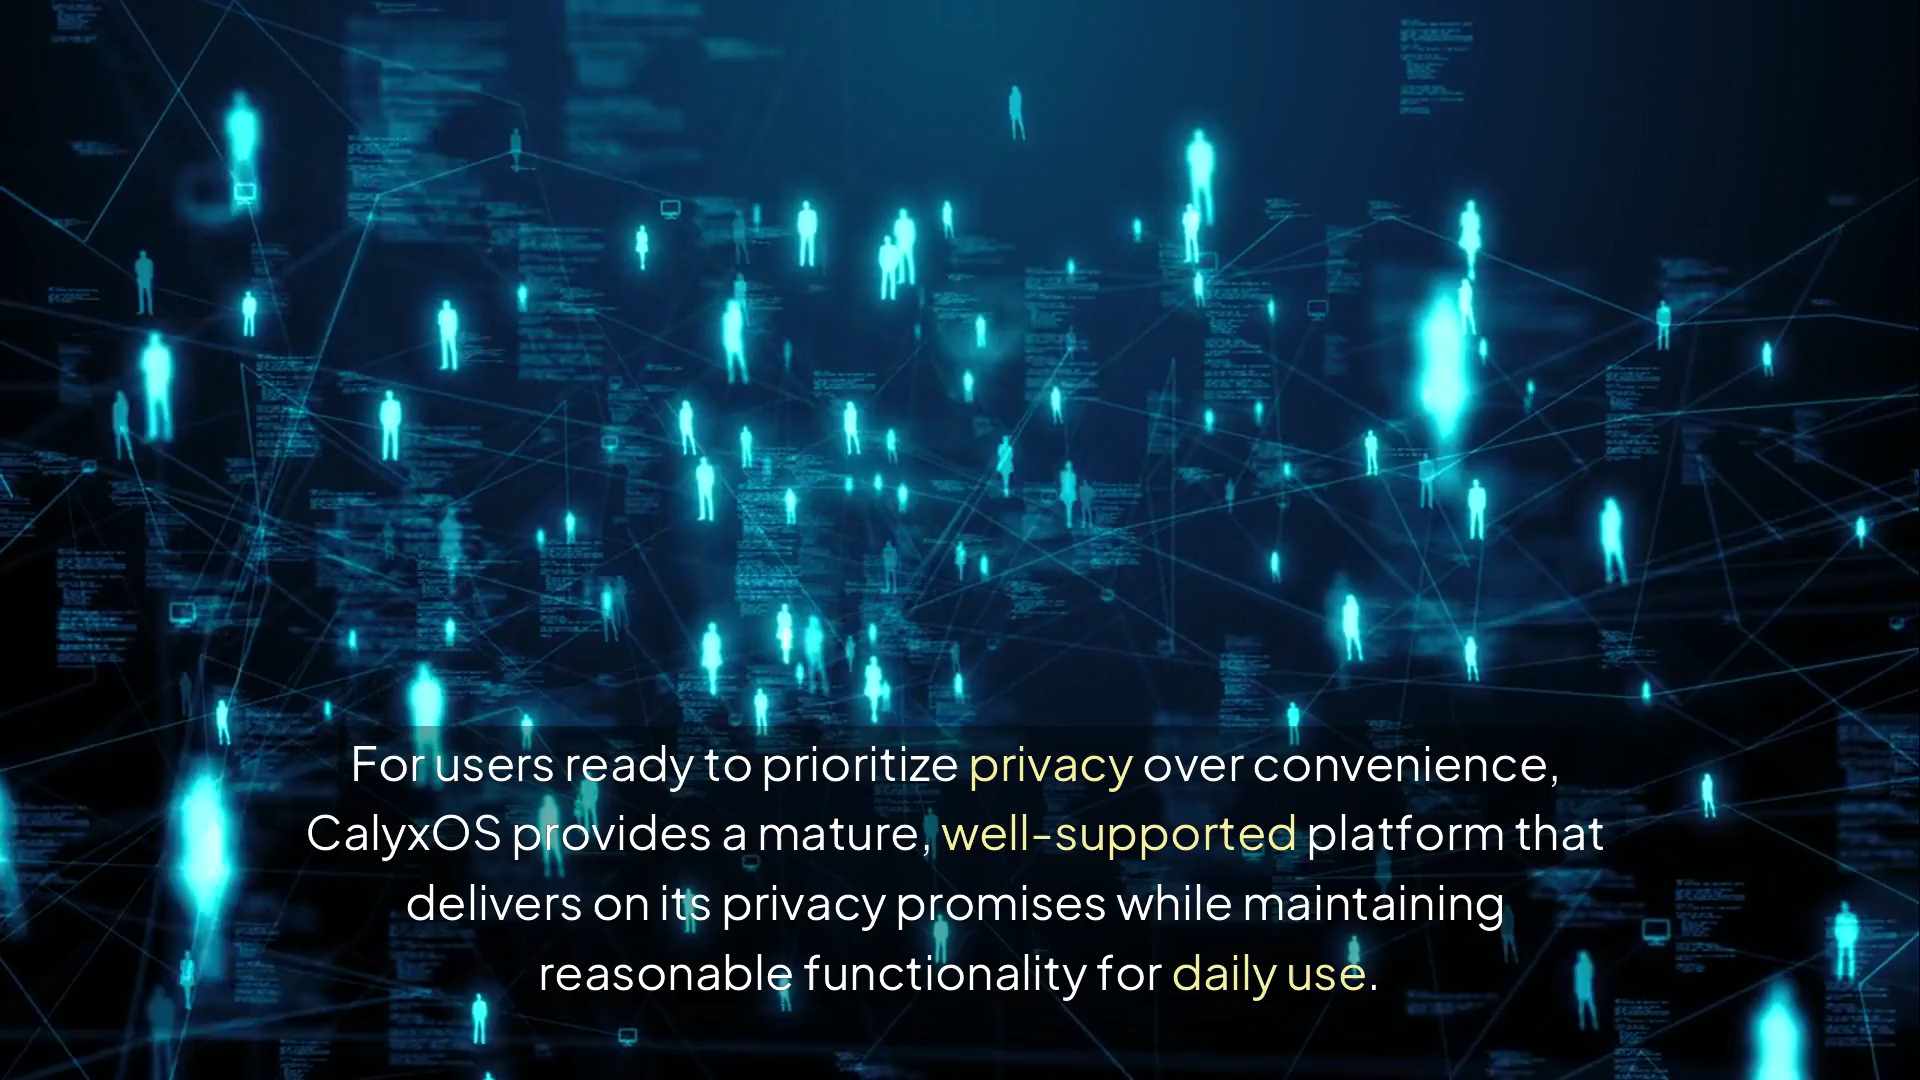 For users ready to prioritize privacy over convenience,
CalyxOS provides a mature, well-supported platform that
delivers on its privacy promises while maintaining
reasonable functionality for daily use.